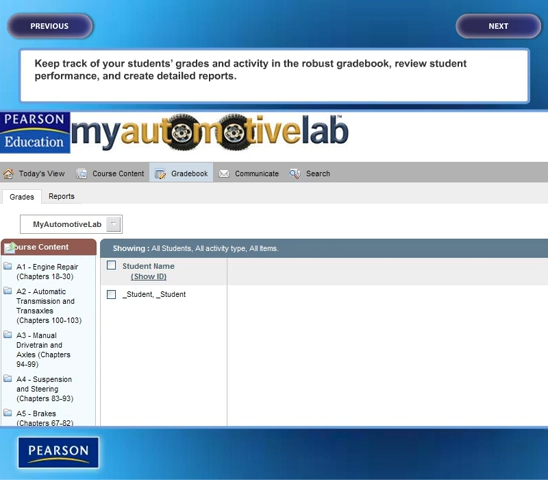 PREVIOUS
NEXT
Keep track of your students' grades and activity in the robust gradebook, review student
performance, and create detailed reports.
PEARSON
Education
myautomotivelab™
Today's View
Course Content
Gradebook
Communicate
Search
Grades
Reports
MyAutomotiveLab
ourse Content
Showing : All Students, All activity type, All Items.
A1 - Engine Repair
(Chapters 18-30)
A2 - Automatic
Transmission and
Transaxles
(Chapters 100-103)
A3 - Manual
Drivetrain and
Axles (Chapters
94-99)
A4 - Suspension
and Steering
(Chapters 83-93)
A5 - Brakes
(Chapters 67-82)
Student Name
(Show ID)
_Student, _Student
PEARSON